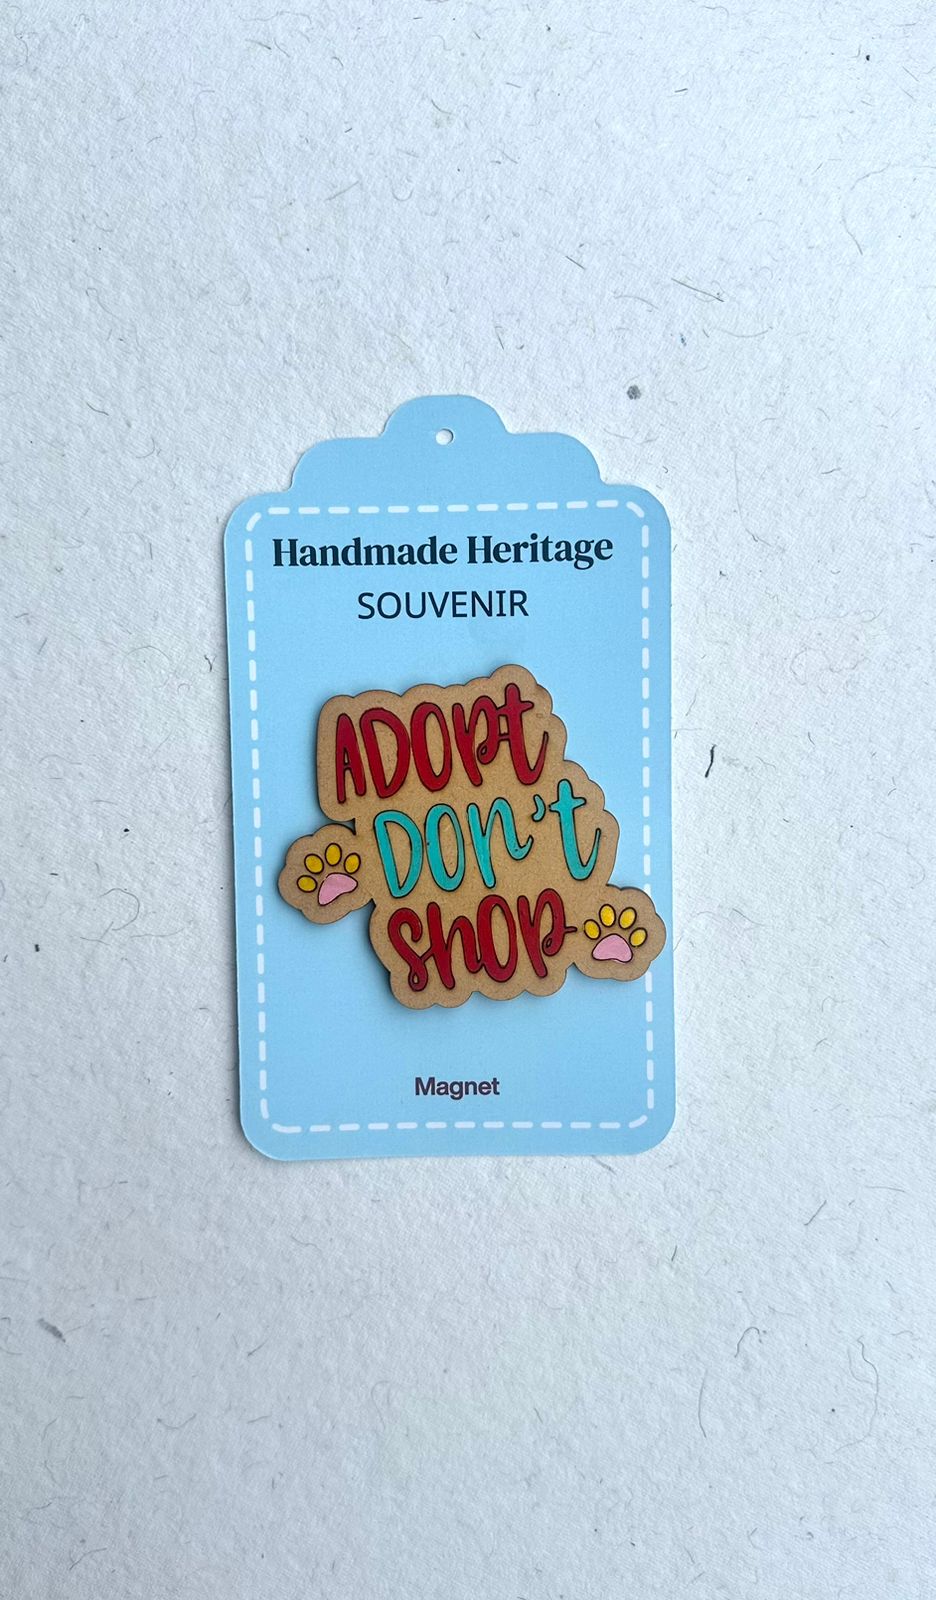 Handmade Heritage
SOUVENIR
ADOPt
DON't
SHOP
Magnet